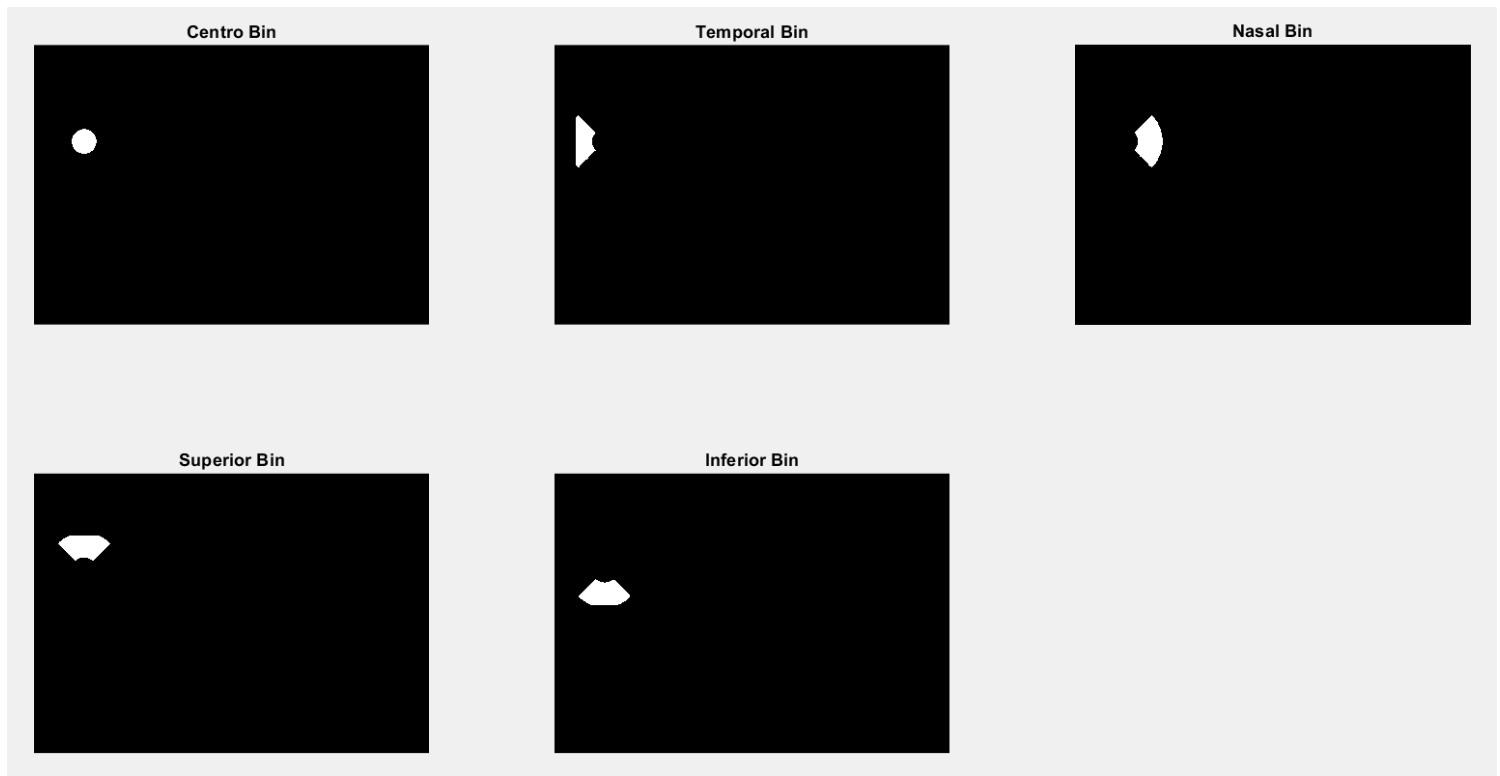 Centro Bin
Temporal Bin
Nasal Bin
Superior Bin
Inferior Bin